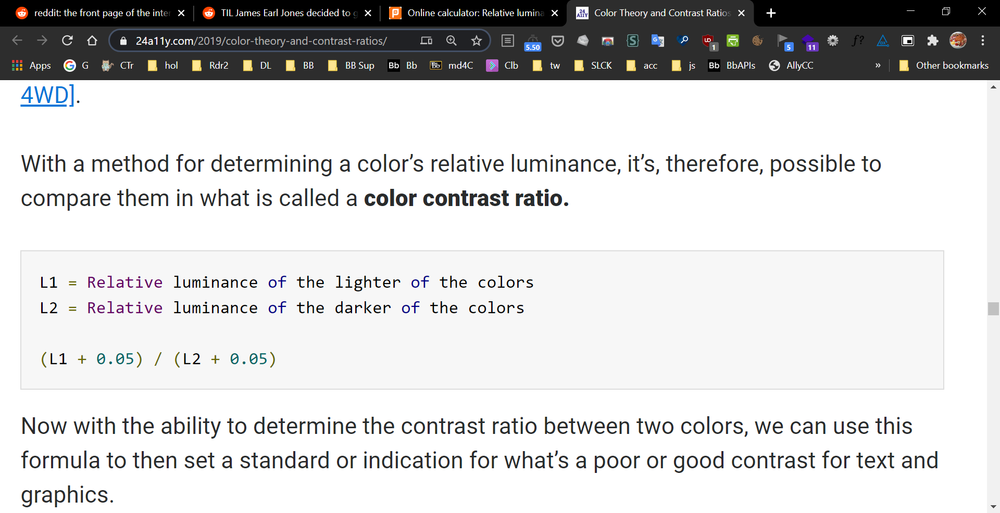 reddit: the front page of the inter
TIL James Earl Jones decided to g
Online calculator: Relative lumina
24 A11Y
Color Theory and Contrast Ratios
24a11y.com/2019/color-theory-and-contrast-ratios/
5.50
1
5
11
f?
Apps
G
CTr
hol
Rdr2
DL
BB
BB Sup
Bb
Bb
Bb
md4C
Clb
tw
SLCK
acc
js
Bb
BbAPIs
AllyCC
»
Other bookmarks
4WD].
With a method for determining a color’s relative luminance, it’s, therefore, possible to
compare them in what is called a color contrast ratio.
L1 = Relative luminance of the lighter of the colors
L2 = Relative luminance of the darker of the colors
(L1 + 0.05) / (L2 + 0.05)
Now with the ability to determine the contrast ratio between two colors, we can use this
formula to then set a standard or indication for what’s a poor or good contrast for text and
graphics.